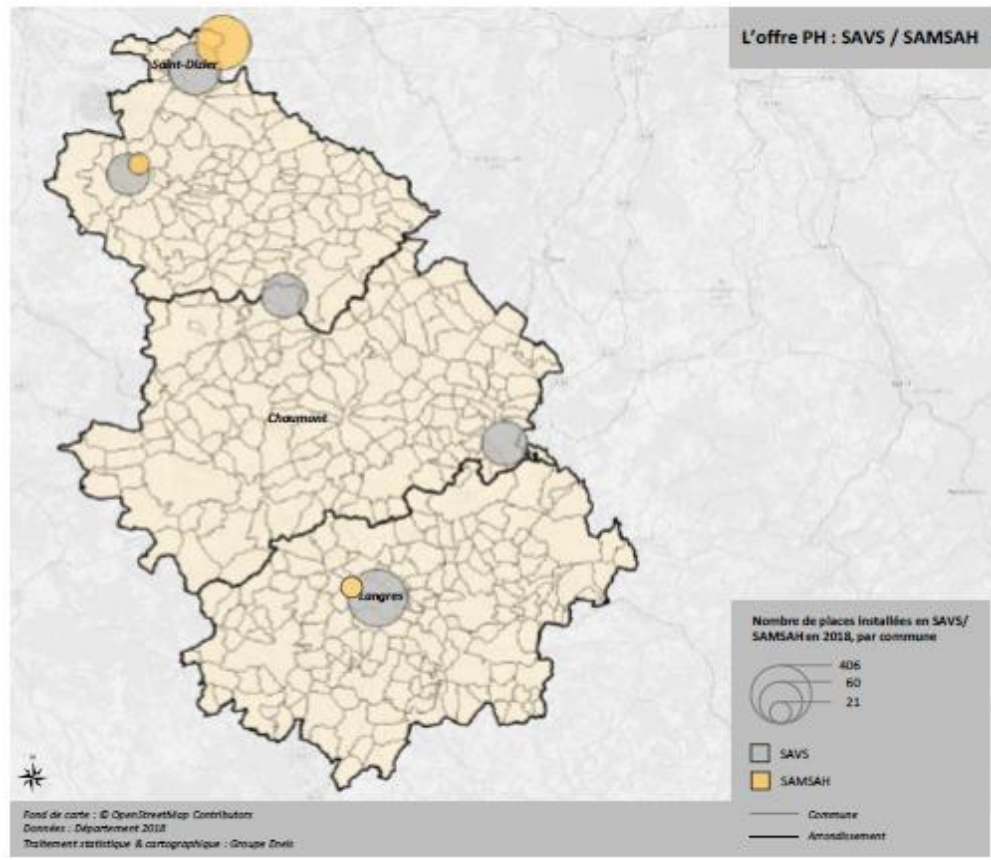 L'offre PH : SAVS / SAMSAH
Saint-Dizier
Chaumont
Langres
Nombre de places installées en SAVS/
SAMSAH en 2018, par commune
406
60
21
SAVS
SAMSAH
Commune
Arrondissement
N
Fond de carte : © OpenStreetMap Contributors
Données : Département 2018
Traitement statistique & cartographique : Groupe Eneis